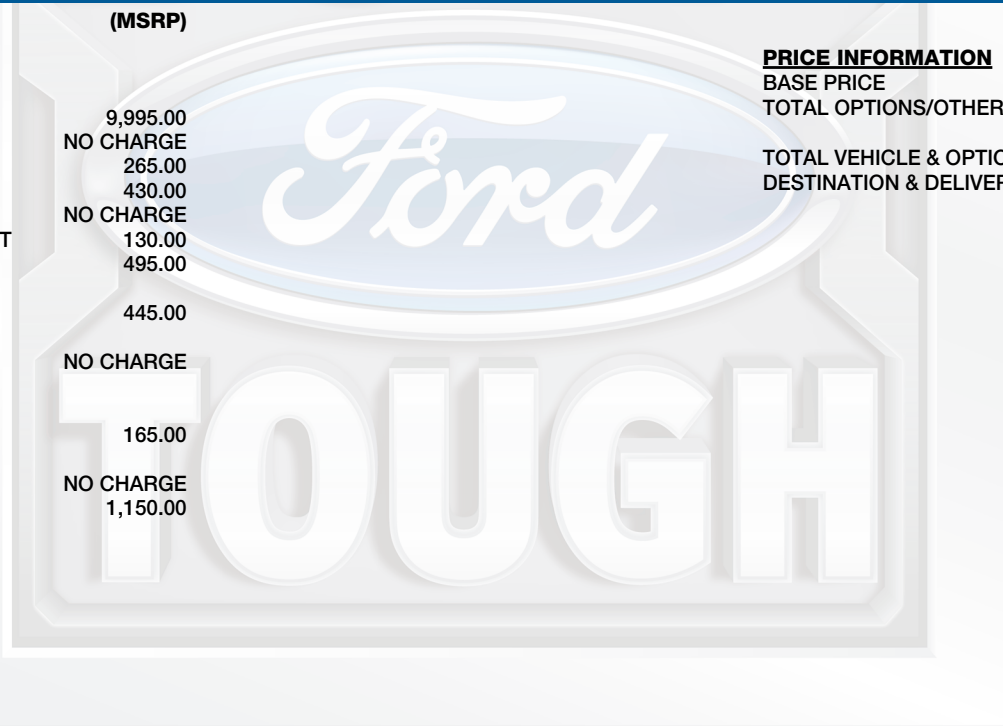 (MSRP)
9,995.00
NO CHARGE
265.00
430.00
NO CHARGE
T 130.00
495.00
445.00
NO CHARGE
165.00
NO CHARGE
1,150.00
PRICE INFORMATION
BASE PRICE
TOTAL OPTIONS/OTHER
TOTAL VEHICLE & OPTIO
DESTINATION & DELIVER
Ford
TOUGH